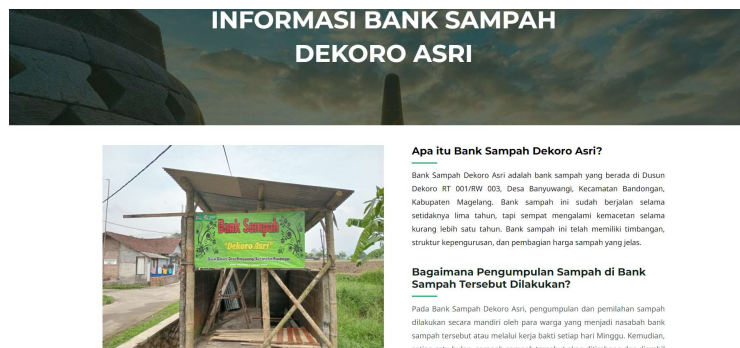 INFORMASI BANK SAMPAH
DEKORO ASRI
Bank Sampah
"Dekoro Asri"
Apa itu Bank Sampah Dekoro Asri?
Bank Sampah Dekoro Asri adalah bank sampah yang berada di Dusun
Dekoro RT 001/RW 003, Desa Banyuwangi, Kecamatan Bandongan,
Kabupaten Magelang. Bank sampah ini sudah berjalan selama
setidaknya lima tahun, tapi sempat mengalami kemacetan selama
kurang lebih satu tahun. Bank sampah ini telah memiliki timbangan,
struktur kepengurusan, dan pembagian harga sampah yang jelas.
Bagaimana Pengumpulan Sampah di Bank
Sampah Tersebut Dilakukan?
Pada Bank Sampah Dekoro Asri, pengumpulan dan pemilahan sampah
dilakukan secara mandiri oleh para warga yang menjadi nasabah bank
sampah tersebut atau melalui kerja bakti setiap hari Minggu. Kemudian,